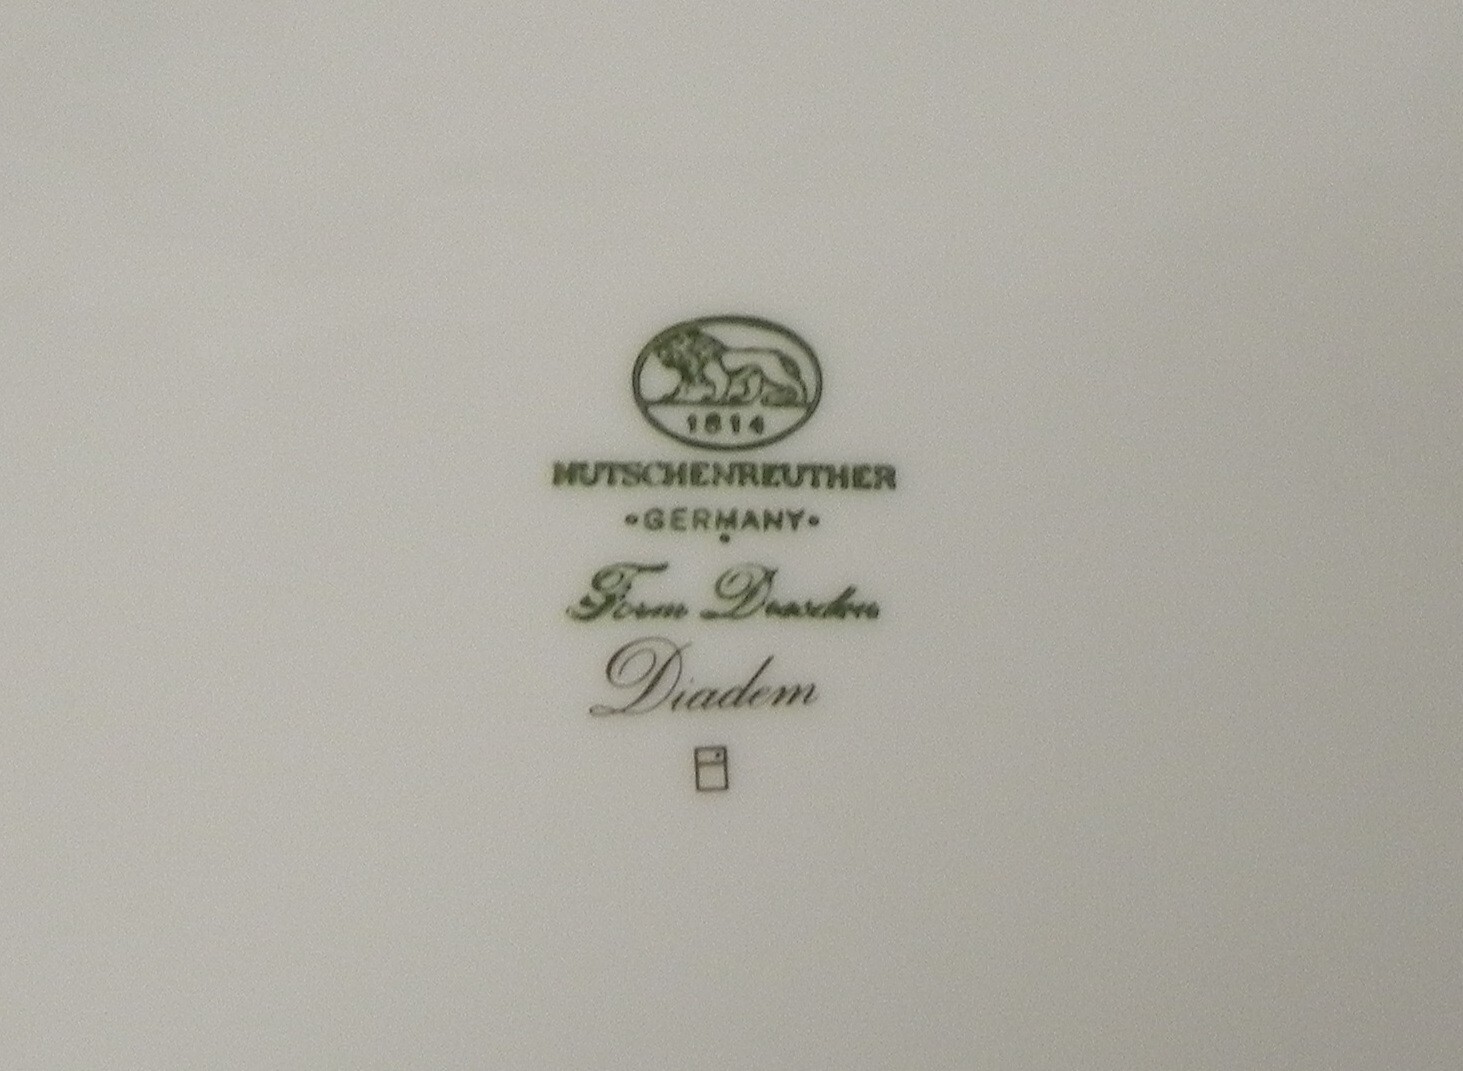 1814
HUTSCHENREUTHER
•GERMANY•
Form Dresden
Diadem